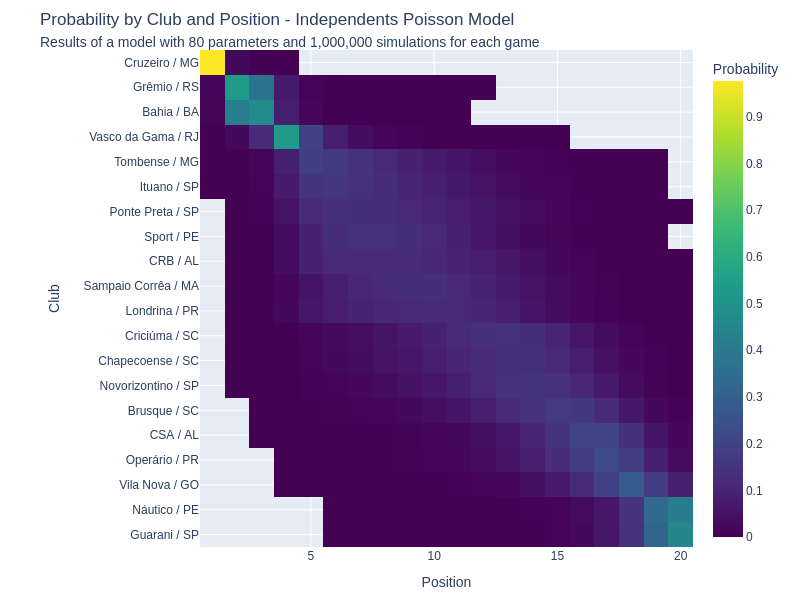 Probability by Club and Position - Independents Poisson Model
Results of a model with 80 parameters and 1,000,000 simulations for each game
Probability
Cruzeiro / MG
Grêmio / RS
Bahia / BA
Vasco da Gama / RJ
Tombense / MG
Ituano / SP
Ponte Preta / SP
Sport / PE
CRB / AL
Sampaio Corrêa / MA
Londrina / PR
Criciúma / SC
Chapecoense / SC
Novorizontino / SP
Brusque / SC
CSA / AL
Operário / PR
Vila Nova / GO
Náutico / PE
Guarani / SP
Club
5
10
15
20
Position
0.9
0.8
0.7
0.6
0.5
0.4
0.3
0.2
0.1
0